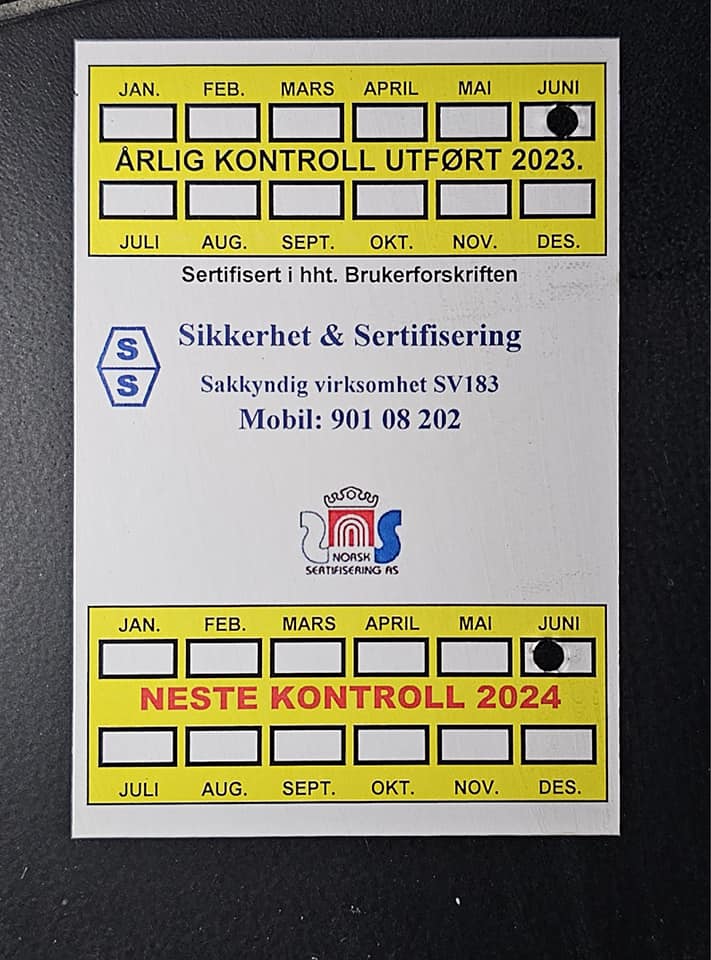 JAN. FEB. MARS APRIL MAI JUNI
ÅRLIG KONTROLL UTFØRT 2023.
JULI AUG. SEPT. OKT. NOV. DES.
Sertifisert i hht. Brukerforskriften
S
S
Sikkerhet & Sertifisering
Sakkyndig virksomhet SV183
Mobil: 901 08 202
NORSK
SERTIFISERING AS
JAN. FEB. MARS APRIL MAI JUNI
NESTE KONTROLL 2024
JULI AUG. SEPT. OKT. NOV. DES.